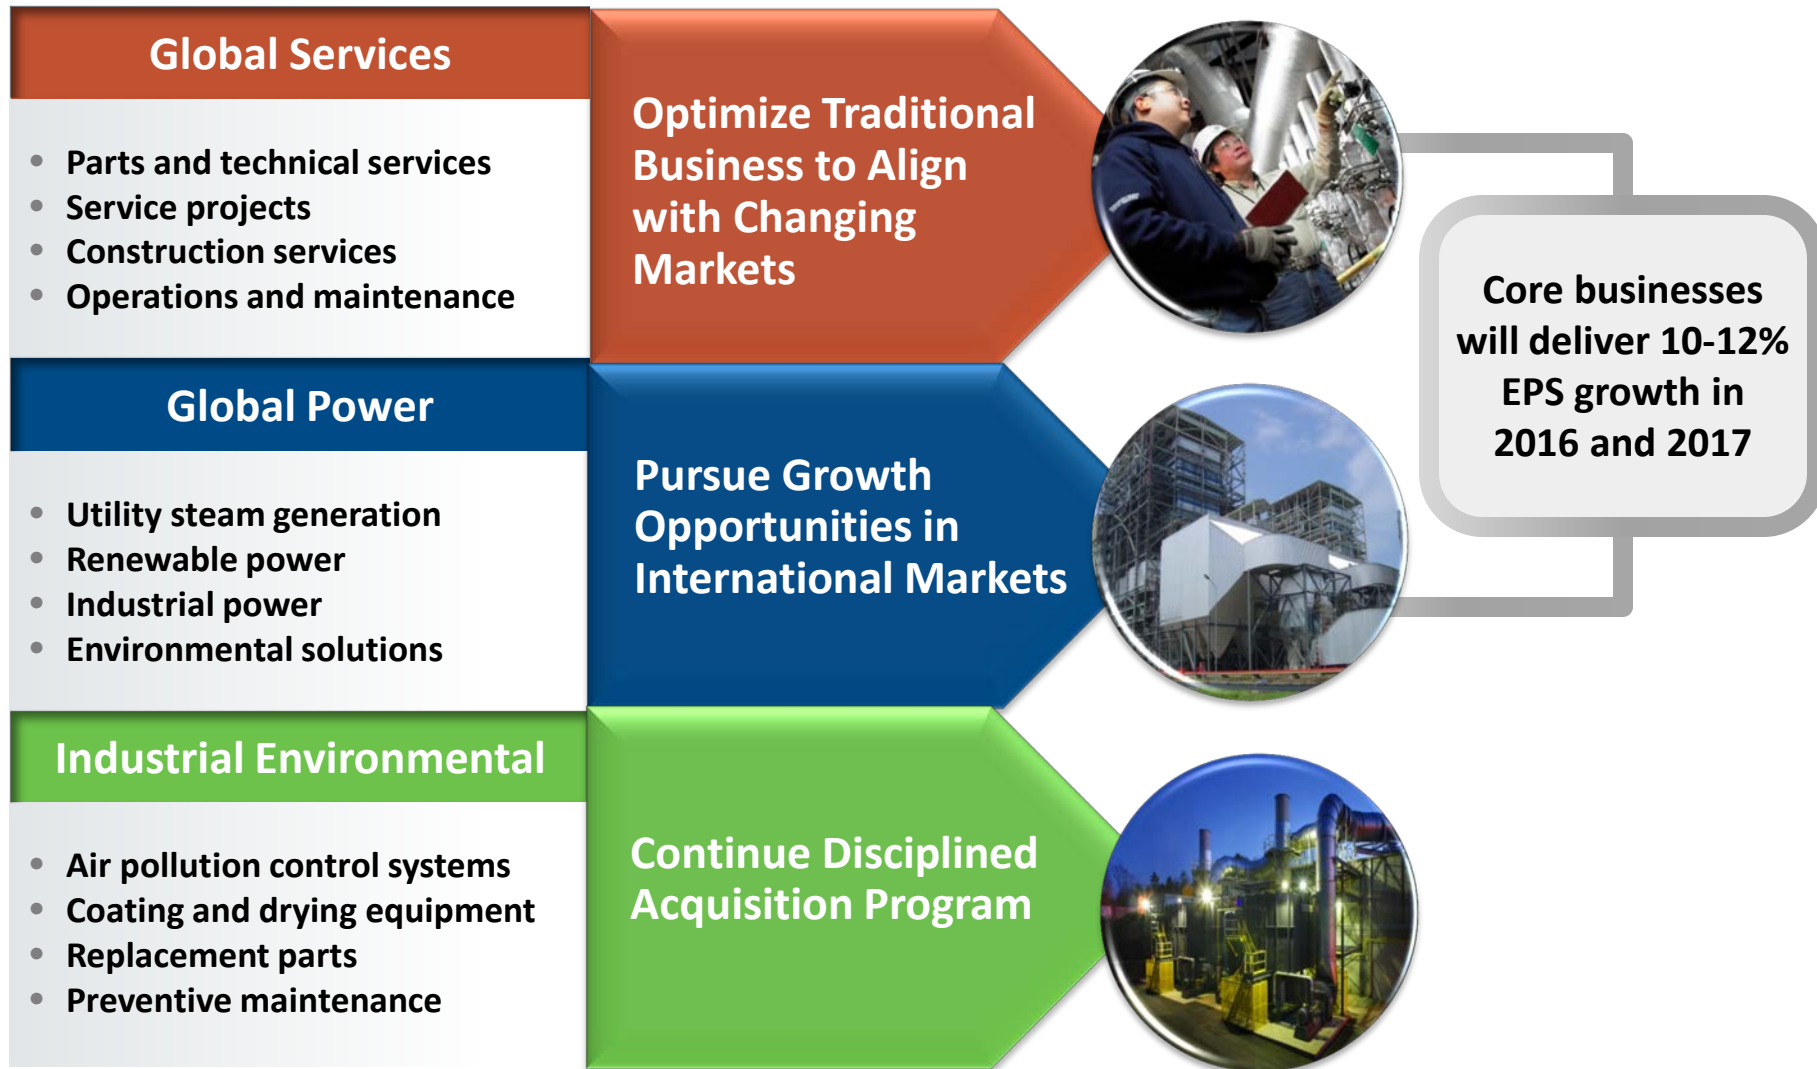 Global Services
• Parts and technical services
• Service projects
• Construction services
• Operations and maintenance
Optimize Traditional
Business to Align
with Changing
Markets
Global Power
• Utility steam generation
• Renewable power
• Industrial power
• Environmental solutions
Pursue Growth
Opportunities in
International Markets
Industrial Environmental
• Air pollution control systems
• Coating and drying equipment
• Replacement parts
• Preventive maintenance
Continue Disciplined
Acquisition Program
Core businesses
will deliver 10-12%
EPS growth in
2016 and 2017